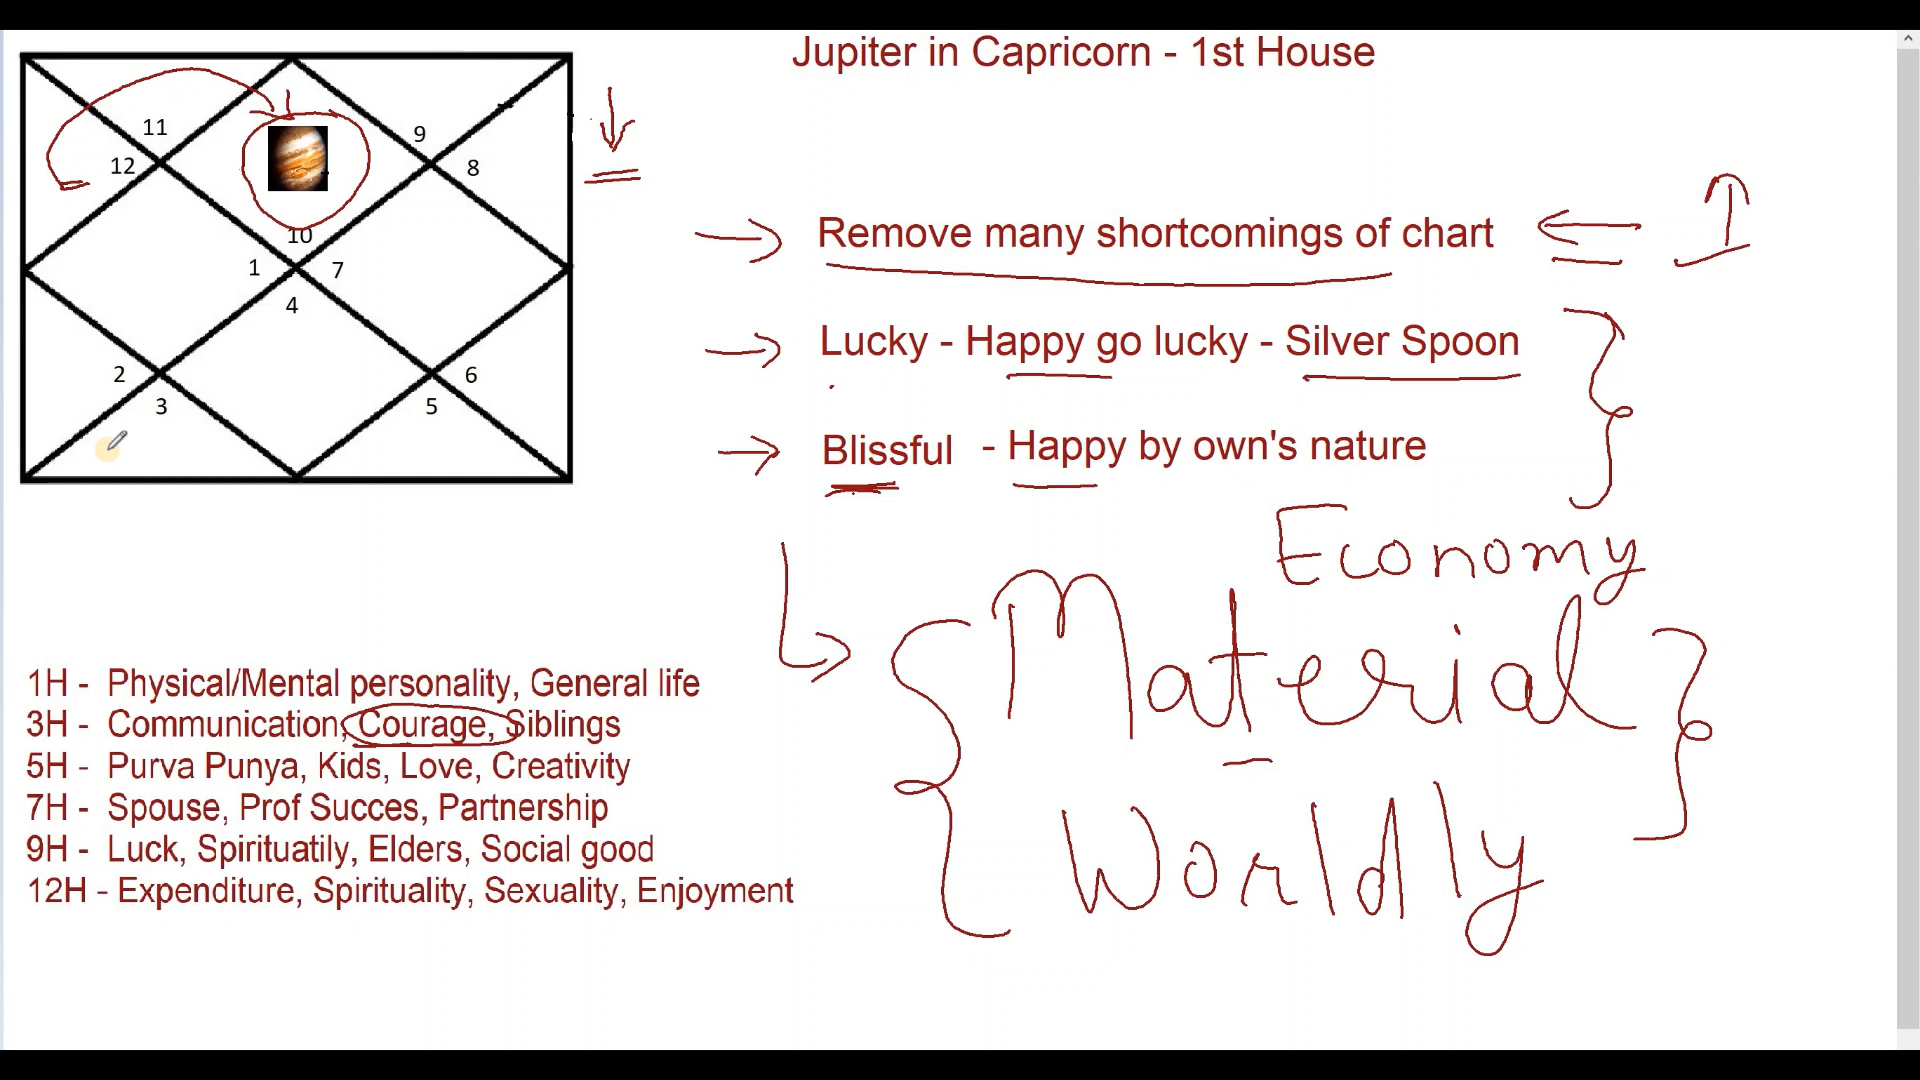 Jupiter in Capricorn - 1st House
11
9
12
8
10
1
7
4
2
6
3
5
Remove many shortcomings of chart
Lucky - Happy go lucky - Silver Spoon
Blissful - Happy by own's nature
Economy
Material
Worldly
1H - Physical/Mental personality, General life
3H - Communication, Courage, Siblings
5H - Purva Punya, Kids, Love, Creativity
7H - Spouse, Prof Succes, Partnership
9H - Luck, Spirituatily, Elders, Social good
12H - Expenditure, Spirituality, Sexuality, Enjoyment